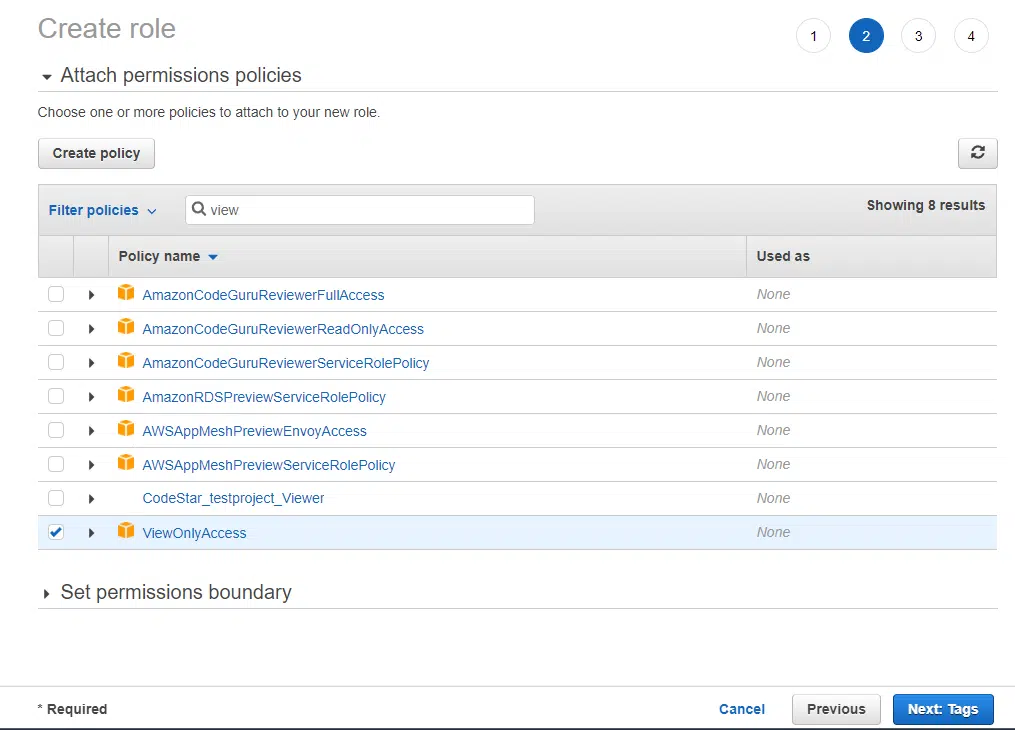 Create role
1 2 3 4
Attach permissions policies
Choose one or more policies to attach to your new role.
Create policy
Filter policies view Showing 8 results
Policy name Used as
AmazonCodeGuruReviewerFullAccess None
AmazonCodeGuruReviewerReadOnlyAccess None
AmazonCodeGuruReviewerServiceRolePolicy None
AmazonRDSPreviewServiceRolePolicy None
AWSAppMeshPreviewEnvoyAccess None
AWSAppMeshPreviewServiceRolePolicy None
CodeStar_testproject_Viewer None
ViewOnlyAccess None
Set permissions boundary
* Required Cancel Previous Next: Tags